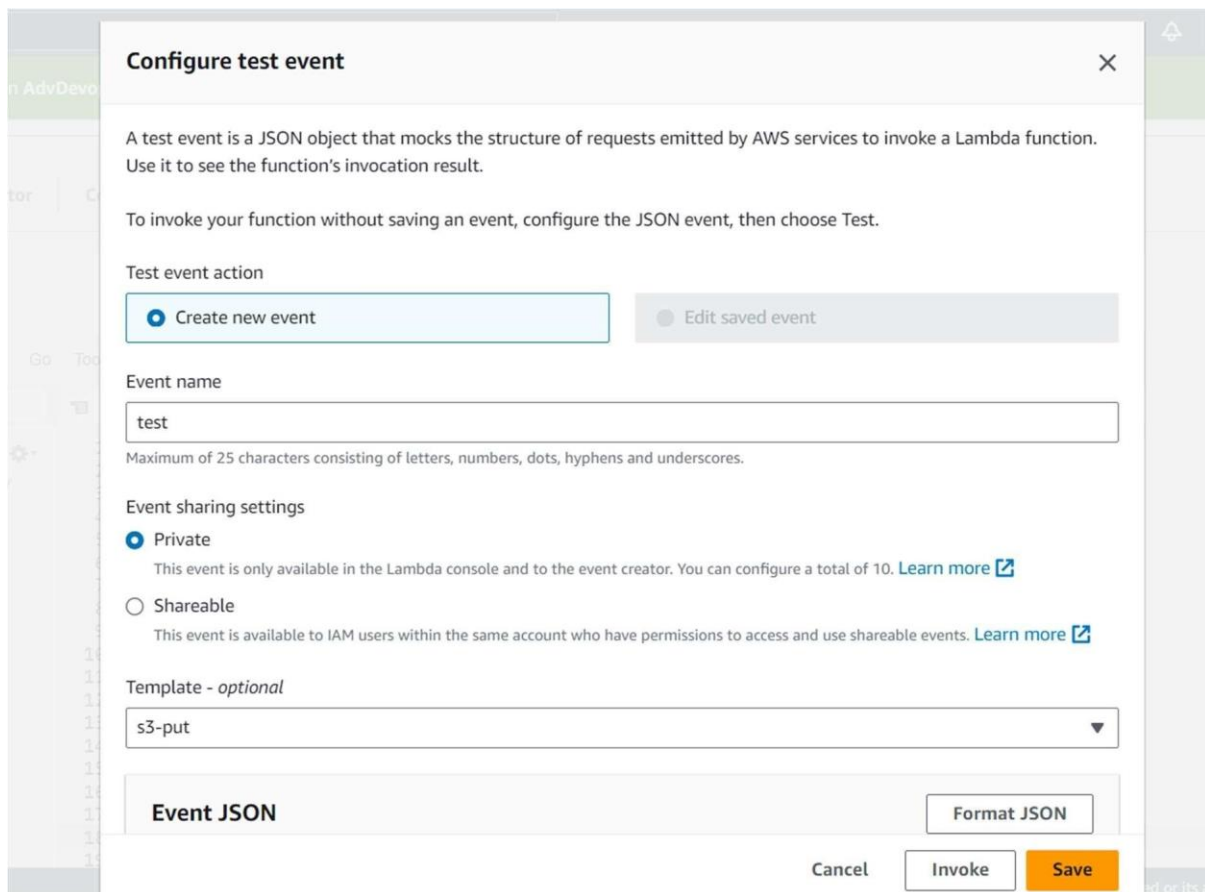 Configure test event
n AdvDevo
A test event is a JSON object that mocks the structure of requests emitted by AWS services to invoke a Lambda function.
Use it to see the function's invocation result.
tor
To invoke your function without saving an event, configure the JSON event, then choose Test.
Test event action
Create new event
Edit saved event
Go Too
Event name
test
Maximum of 25 characters consisting of letters, numbers, dots, hyphens and underscores.
Event sharing settings
Private
This event is only available in the Lambda console and to the event creator. You can configure a total of 10. Learn more
Shareable
This event is available to IAM users within the same account who have permissions to access and use shareable events. Learn more
Template - optional
s3-put
Event JSON
Format JSON
Cancel
Invoke
Save